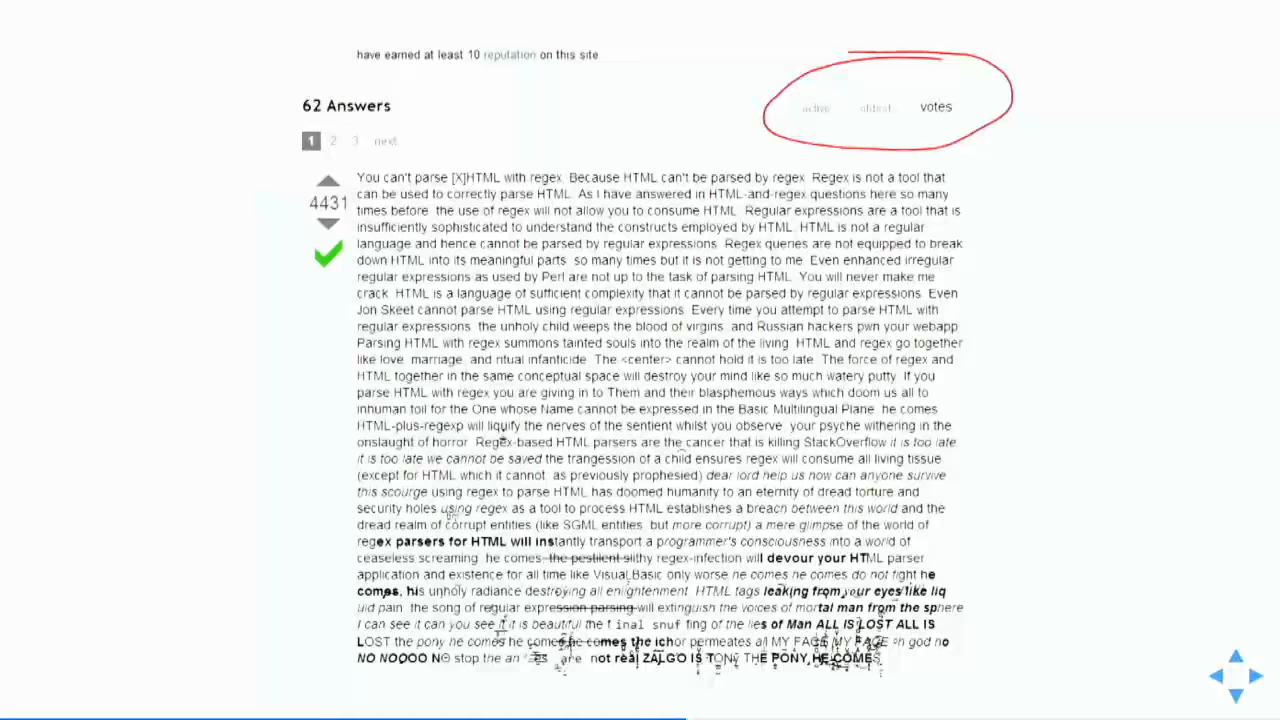 have earned at least 10 reputation on this site
62 Answers
active oldest votes
1 2 3 next
You can't parse [X]HTML with regex. Because HTML can't be parsed by regex. Regex is not a tool that
4431
can be used to correctly parse HTML. As I have answered in HTML-and-regex questions here so many
times before, the use of regex will not allow you to consume HTML. Regular expressions are a tool that is
insufficiently sophisticated to understand the constructs employed by HTML. HTML is not a regular
language and hence cannot be parsed by regular expressions. Regex queries are not equipped to break
down HTML into its meaningful parts. so many times but it is not getting to me. Even enhanced irregular
regular expressions as used by Perl are not up to the task of parsing HTML. You will never make me
crack. HTML is a language of sufficient complexity that it cannot be parsed by regular expressions. Even
Jon Skeet cannot parse HTML using regular expressions. Every time you attempt to parse HTML with
regular expressions, the unholy child weeps the blood of virgins, and Russian hackers pwn your webapp.
Parsing HTML with regex summons tainted souls into the realm of the living. HTML and regex go together
like love, marriage, and ritual infanticide. The <center> cannot hold it is too late. The force of regex and
HTML together in the same conceptual space will destroy your mind like so much watery putty. If you
parse HTML with regex you are giving in to Them and their blasphemous ways which doom us all to
inhuman toil for the One whose Name cannot be expressed in the Basic Multilingual Plane, he comes.
HTML-plus-regexp will liquify the nerves of the sentient whilst you observe, your psyche withering in the
onslaught of horror. Regex-based HTML parsers are the cancer that is killing StackOverflow it is too late
it is too late we cannot be saved the trangession of a child ensures regex will consume all living tissue
(except for HTML which it cannot, as previously prophesied) dear lord help us how can anyone survive
this scourge using regex to parse HTML has doomed humanity to an eternity of dread torture and
security holes using regex as a tool to process HTML establishes a breach between this world and the
dread realm of corrupt entities (like SGML entities, but more corrupt) a mere glimpse of the world of
regex parsers for HTML will instantly transport a programmer's consciousness into a world of
ceaseless screaming, he comes, the pestilent slithy regex-infection will devour your HTML parser,
application and existence for all time like Visual Basic only worse he comes he comes do not fight he
comes, his unholy radiance destroying all enlightenment, HTML tags leaking from your eyes like liq
uid pain, the song of regular expression parsing will extinguish the voices of mortal man from the sphere
I can see it can you see it it is beautiful the f inal snuf fing of the lies of Man ALL IS LOST ALL IS
LOST the pony he comes he comes he comes the ichor permeates all MY FACE MY FACE oh god no
NO NOOOO NO stop the an are not real ZALGO IS TONY THE PONY, HE COMES